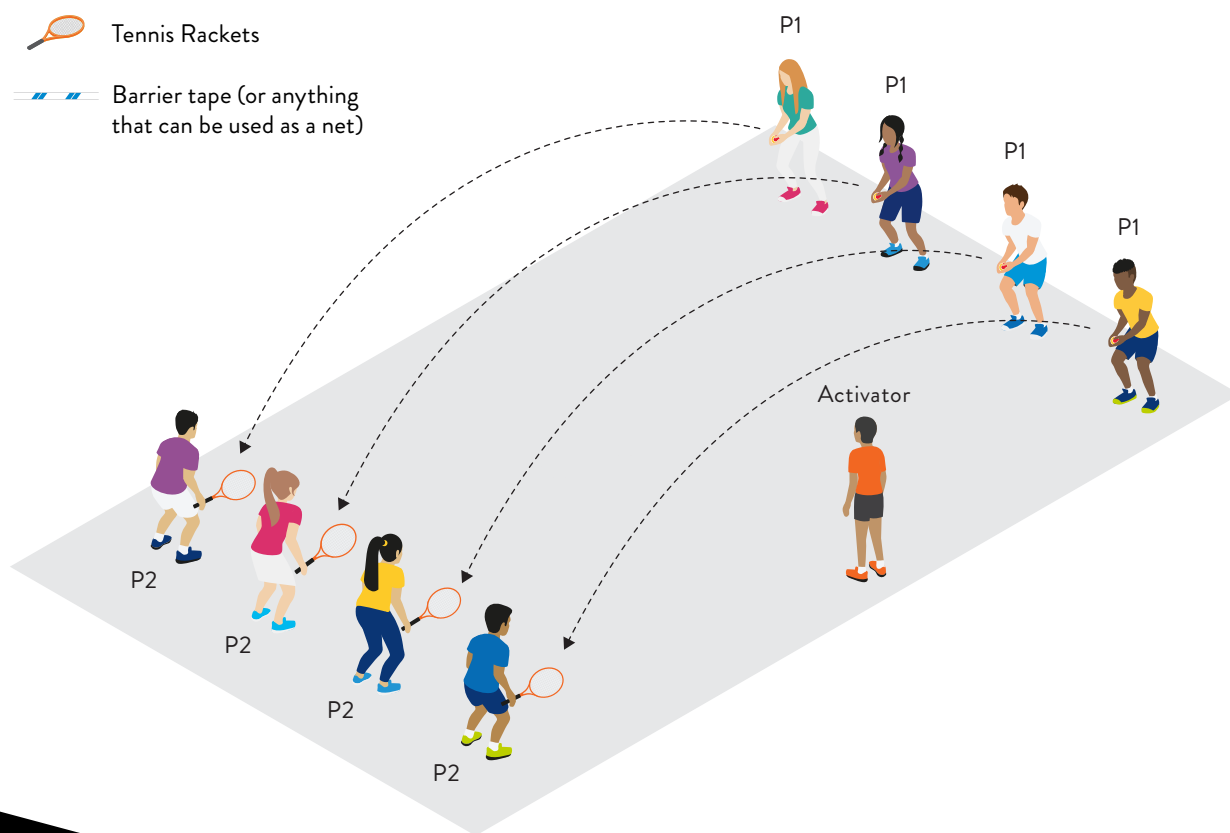 Tennis Rackets
Barrier tape (or anything
that can be used as a net)
P1
P1
P1
P1
Activator
P2
P2
P2
P2